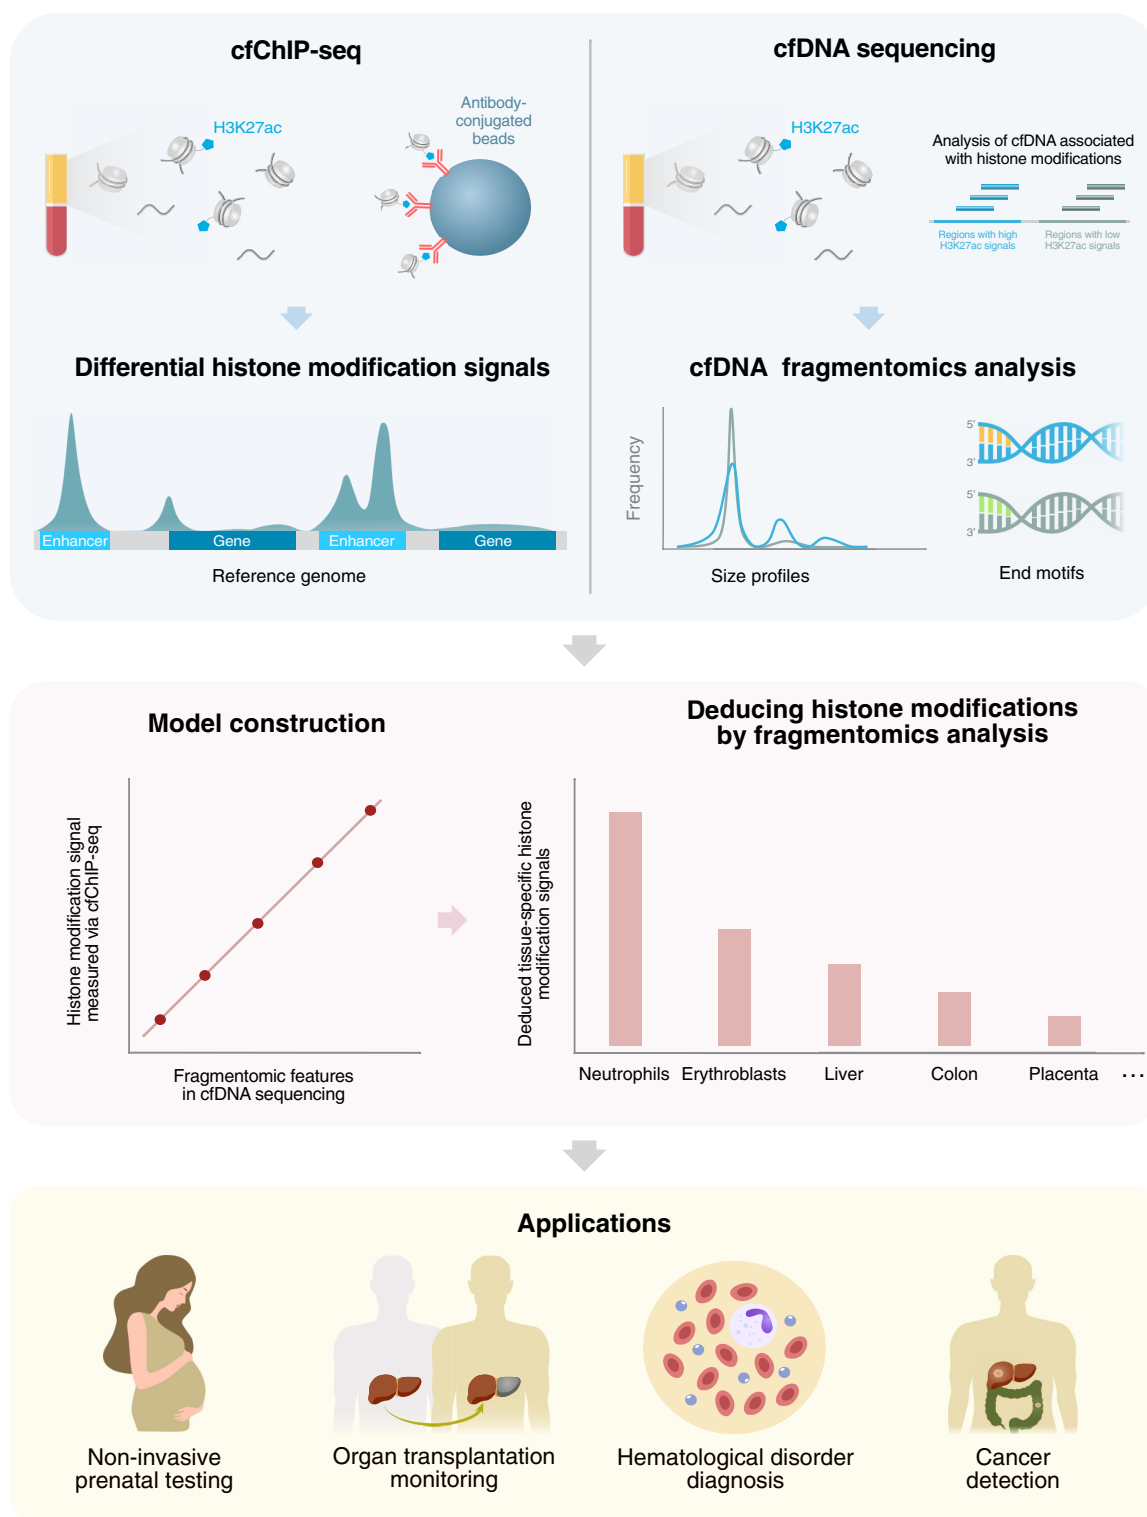 cfChIP-seq
H3K27ac
Antibody-
conjugated
beads
Differential histone modification signals
Enhancer
Gene
Enhancer
Gene
Reference genome
cfDNA sequencing
H3K27ac
Analysis of cfDNA associated
with histone modifications
Regions with high
H3K27ac signals
Regions with low
H3K27ac signals
cfDNA fragmentomics analysis
Frequency
Size profiles
5'
3'
5'
3'
End motifs
Model construction
Histone modification signal
measured via cfChIP-seq
Fragmentomic features
in cfDNA sequencing
Deducing histone modifications
by fragmentomics analysis
Deduced tissue-specific histone
modification signals
Neutrophils
Erythroblasts
Liver
Colon
Placenta
...
Applications
Non-invasive
prenatal testing
Organ transplantation
monitoring
Hematological disorder
diagnosis
Cancer
detection